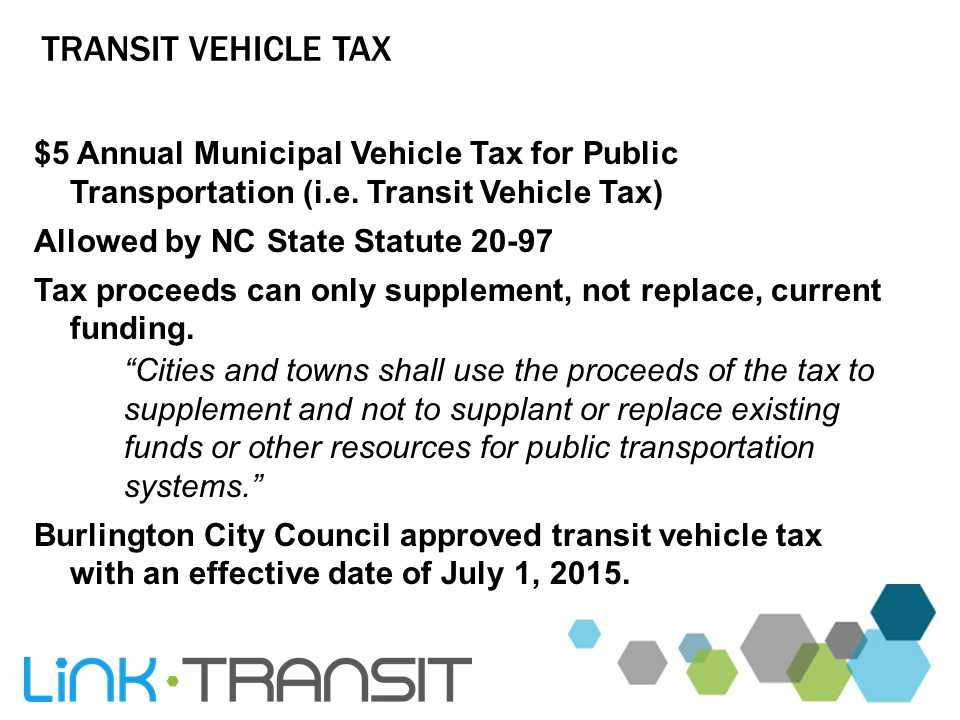 TRANSIT VEHICLE TAX
$5 Annual Municipal Vehicle Tax for Public
Transportation (i.e. Transit Vehicle Tax)
Allowed by NC State Statute 20-97
Tax proceeds can only supplement, not replace, current
funding.
“Cities and towns shall use the proceeds of the tax to
supplement and not to supplant or replace existing
funds or other resources for public transportation
systems.”
Burlington City Council approved transit vehicle tax
with an effective date of July 1, 2015.
LiNK·TRANSIT